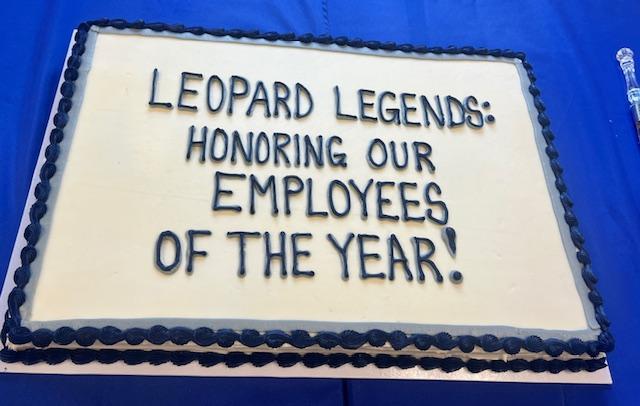 LEOPARD LEGENDS:
HONORING OUR
EMPLOYEES
OF THE YEAR!